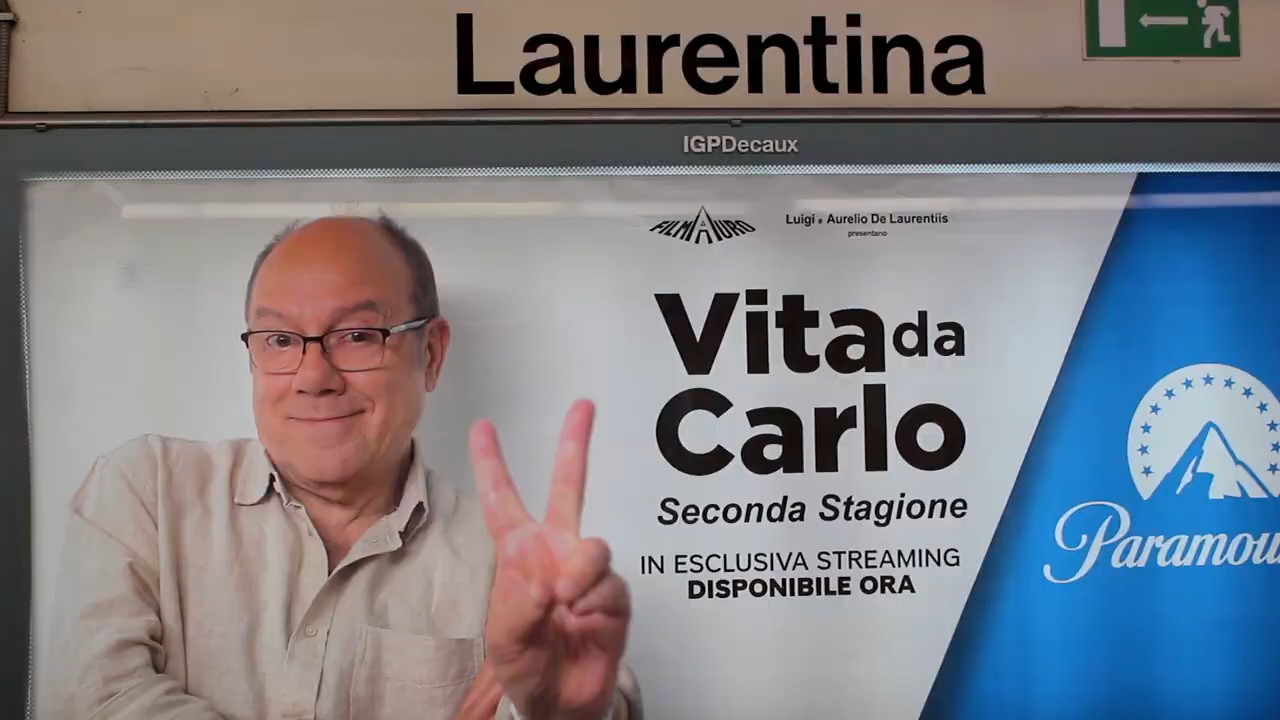 Laurentina
IGPDecaux
FILMAURO
Luigi e Aurelio De Laurentiis
presentano
Vita da
Carlo
Seconda Stagione
IN ESCLUSIVA STREAMING
DISPONIBILE ORA
Paramou